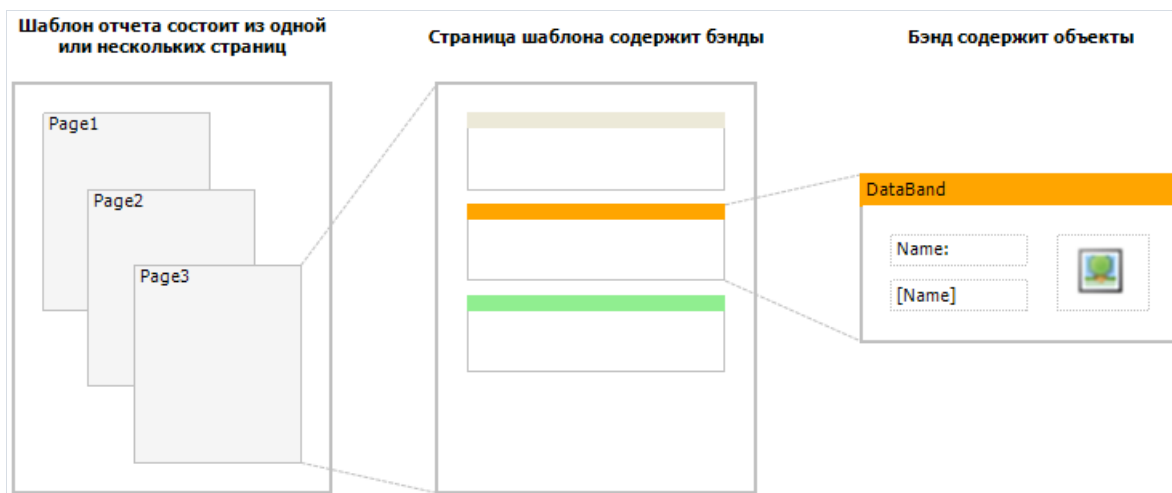 Шаблон отчета состоит из одной
или нескольких страниц
Страница шаблона содержит бэнды
Бэнд содержит объекты
Page1
Page2
Page3
DataBand
Name:
[Name]